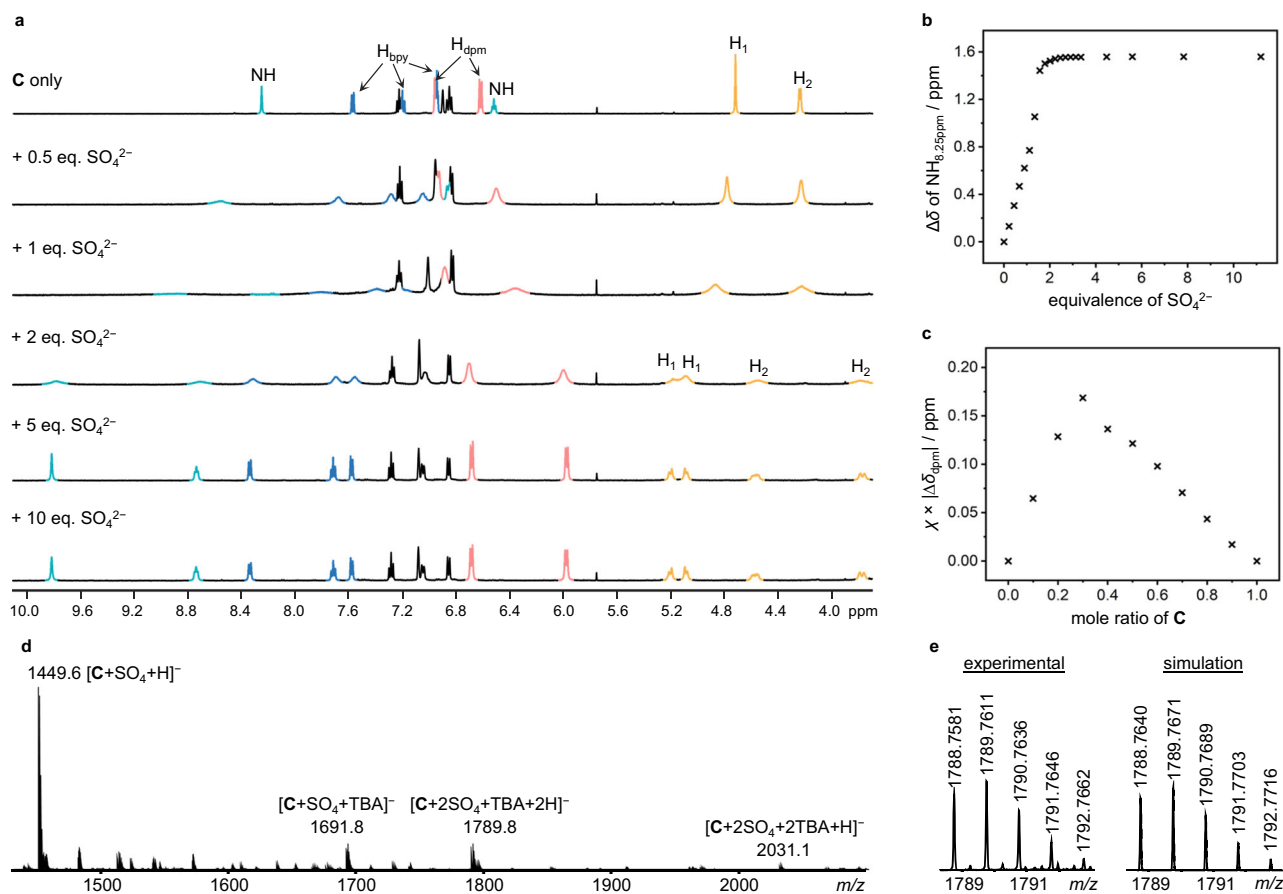 a
C only
NH
H_bpy
H_dpm
NH
H₁
H₂
+ 0.5 eq. SO₄²⁻
+ 1 eq. SO₄²⁻
+ 2 eq. SO₄²⁻
H₁ H₁ H₂ H₂
+ 5 eq. SO₄²⁻
+ 10 eq. SO₄²⁻
10.0 9.6 9.2 8.8 8.4 8.0 7.6 7.2 6.8 6.4 6.0 5.6 5.2 4.8 4.4 4.0 ppm
b
Δδ of NH₈.₂₅ppm / ppm
1.6
1.2
0.8
0.4
0.0
0 2 4 6 8 10
equivalence of SO₄²⁻
c
χ × |Δδ_dpm| / ppm
0.20
0.15
0.10
0.05
0.00
0.0 0.2 0.4 0.6 0.8 1.0
mole ratio of C
d
1449.6 [C+SO₄+H]⁻
[C+SO₄+TBA]⁻
1691.8
[C+2SO₄+TBA+2H]⁻
1789.8
[C+2SO₄+2TBA+H]⁻
2031.1
1500 1600 1700 1800 1900 2000 m/z
e
experimental
1788.7581
1789.7611
1790.7636
1791.7646
1792.7662
1789 1791 m/z
simulation
1788.7640
1789.7671
1790.7689
1791.7703
1792.7716
1789 1791 m/z